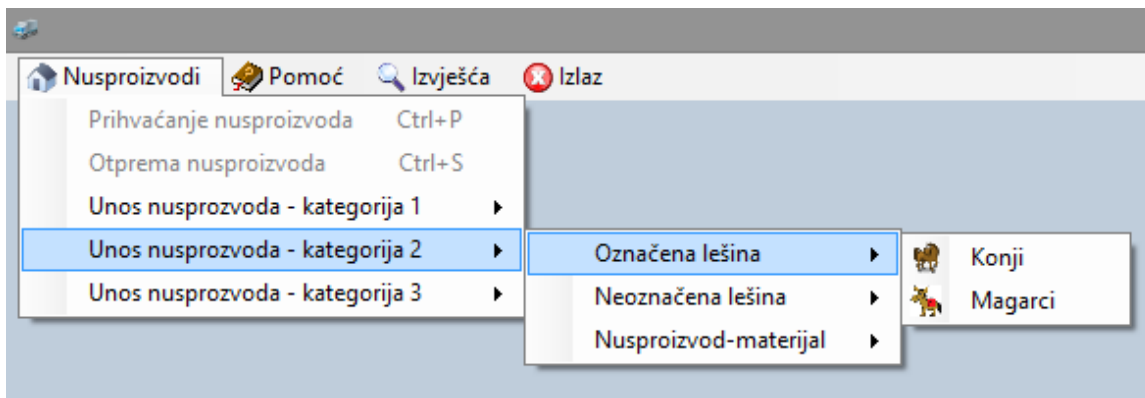 Nusproizvodi Pomoć Izvješća Izlaz
Prihvaćanje nusproizvoda Ctrl+P
Otprema nusproizvoda Ctrl+S
Unos nusprozvoda - kategorija 1
Unos nusprozvoda - kategorija 2
Unos nusprozvoda - kategorija 3
Označena lešina
Neoznačena lešina
Nusproizvod-materijal
Konji
Magarci